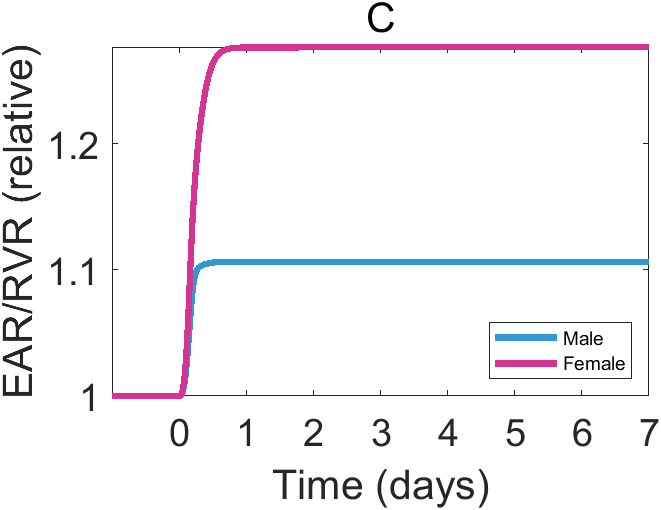 C
EAR/RVR (relative)
1.2
1.1
1
Male
Female
0 1 2 3 4 5 6 7
Time (days)